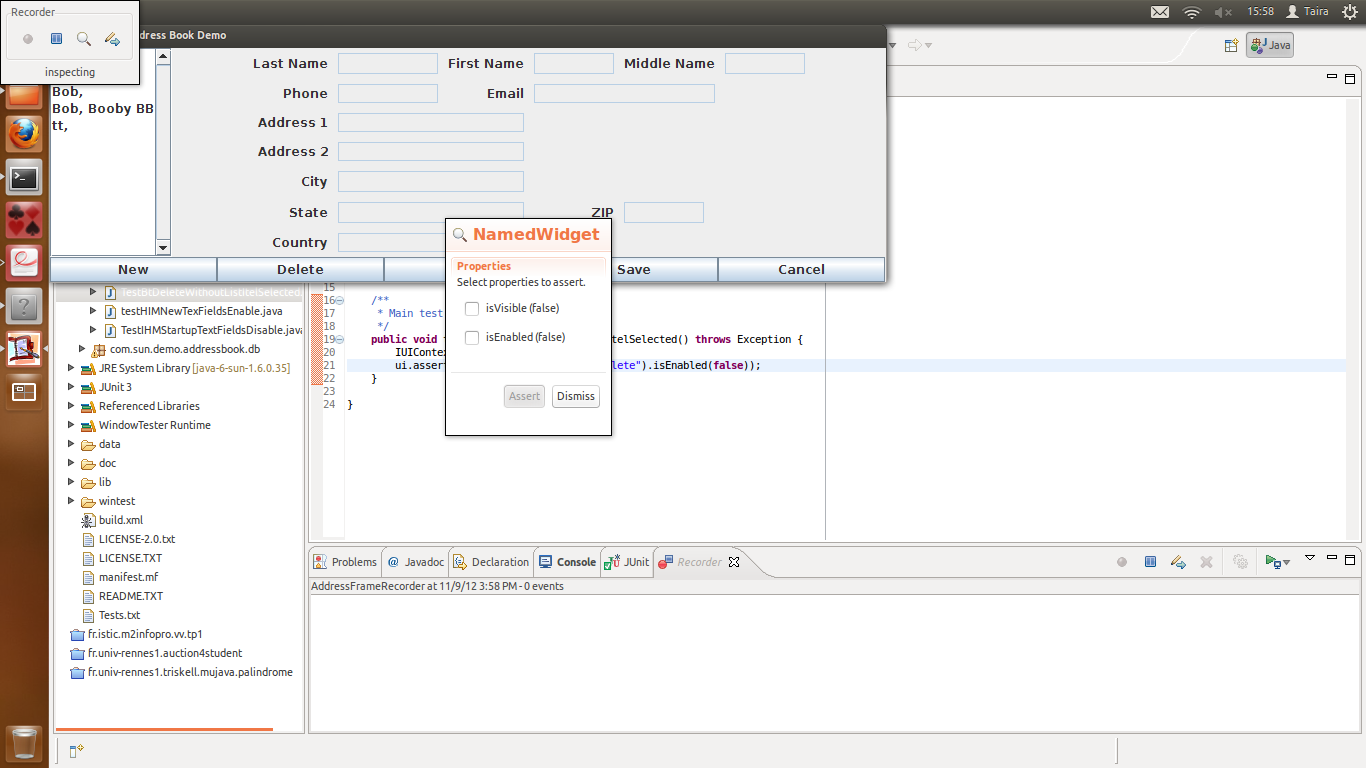 Recorder
inspecting
15:58
Taira
dress Book Demo
Java
Bob,
Bob, Booby BB
tt,
Last Name
First Name
Middle Name
Phone
Email
Address 1
Address 2
City
State
ZIP
Country
New
Delete
Save
Cancel
NamedWidget
Properties
Select properties to assert.
isVisible (false)
isEnabled (false)
Assert
Dismiss
TestBtDeleteWithoutListItelSelected.
testHIMNewTexFieldsEnable.java
TestIHMStartupTextFieldsDisable.java
com.sun.demo.addressbook.db
JRE System Library [java-6-sun-1.6.0.35]
JUnit 3
Referenced Libraries
WindowTester Runtime
data
doc
lib
wintest
build.xml
LICENSE-2.0.txt
LICENSE.TXT
manifest.mf
README.TXT
Tests.txt
fr.istic.m2infopro.vv.tp1
fr.univ-rennes1.auction4student
fr.univ-rennes1.triskell.mujava.palindrome
15
16 /**
17 * Main test
18 */
19 public void telSelected() throws Exception {
20 IUIConte
21 ui.asser lete").isEnabled(false));
22 }
23
24 }
Problems
Javadoc
Declaration
Console
JUnit
Recorder
AddressFrameRecorder at 11/9/12 3:58 PM - 0 events